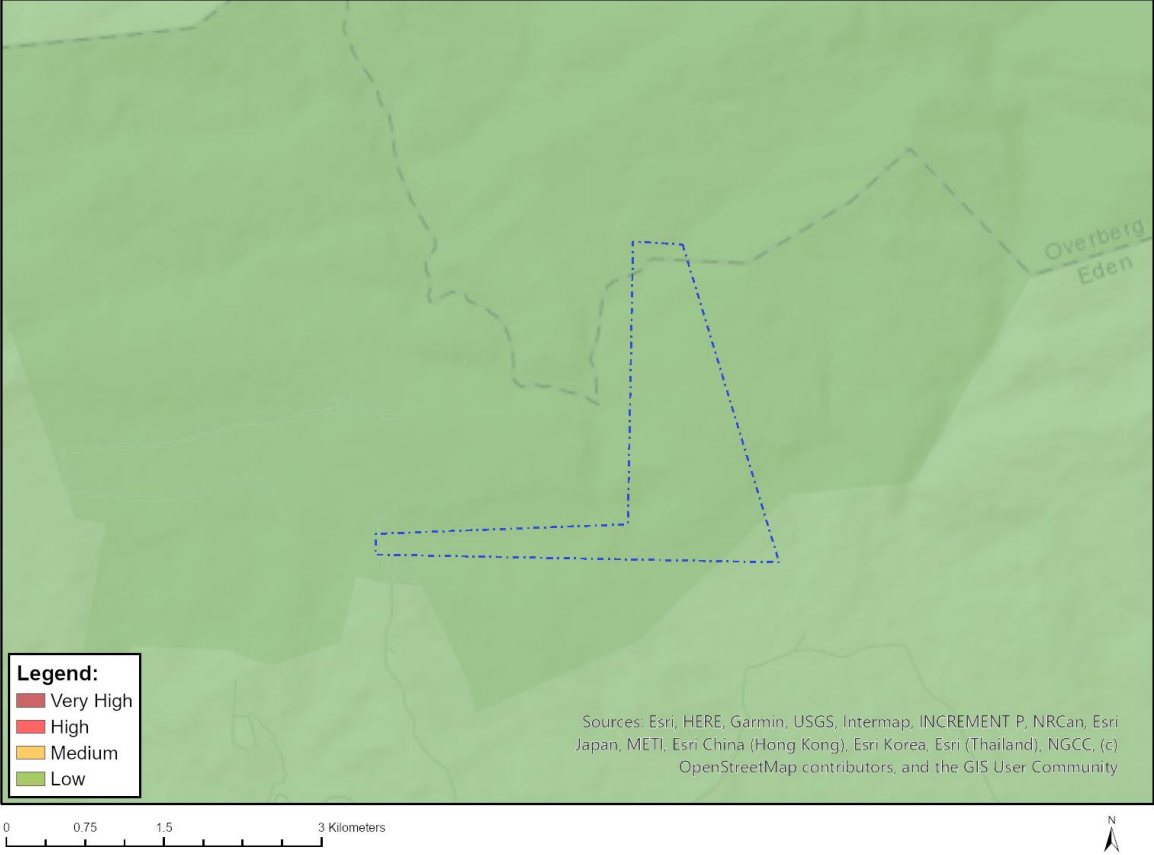 Overberg
Eden
Legend:
Very High
High
Medium
Low
Sources: Esri, HERE, Garmin, USGS, Intermap, INCREMENT P, NRCan, Esri
Japan, METI, Esri China (Hong Kong), Esri Korea, Esri (Thailand), NGCC, (c)
OpenStreetMap contributors, and the GIS User Community
0 0.75 1.5 3 Kilometers
N